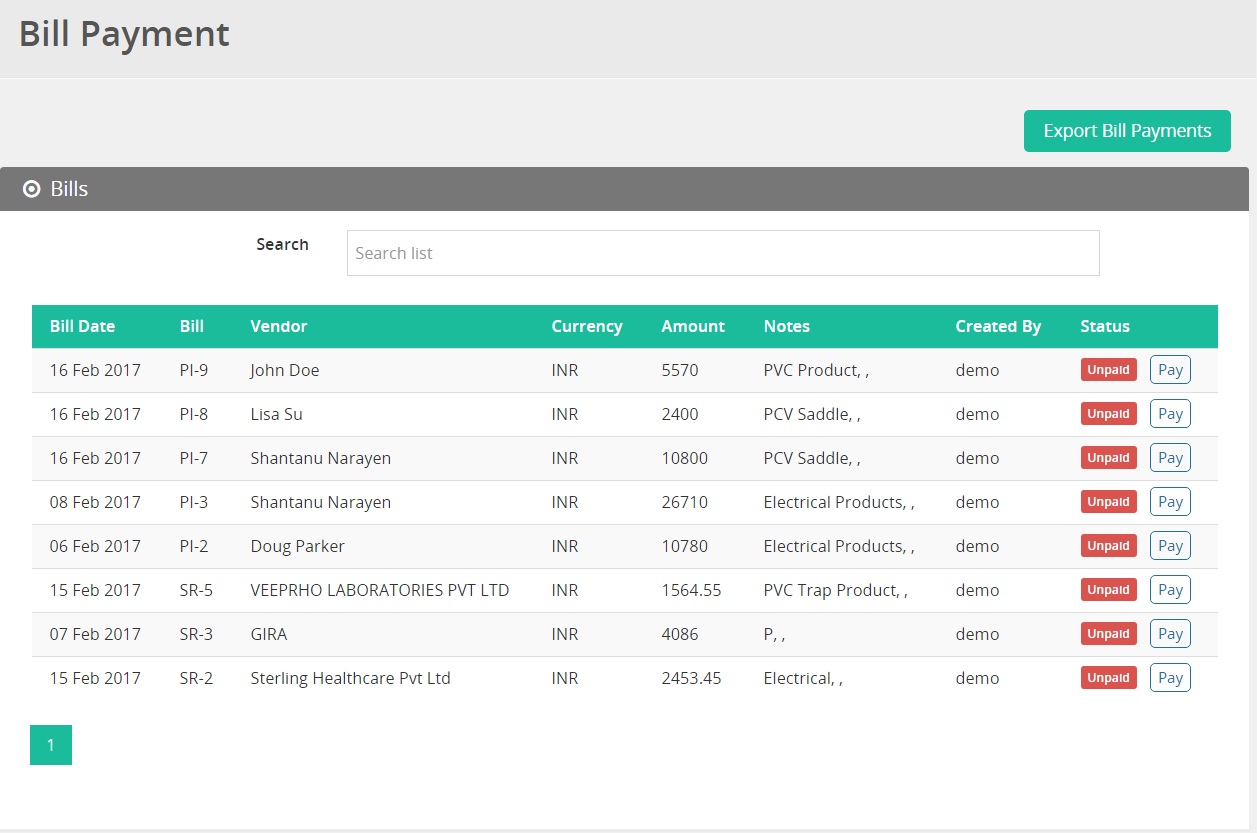 Bill Payment
Export Bill Payments
Bills
Search Search list
Bill Date Bill Vendor Currency Amount Notes Created By Status
16 Feb 2017 PI-9 John Doe INR 5570 PVC Product, , demo Unpaid Pay
16 Feb 2017 PI-8 Lisa Su INR 2400 PCV Saddle, , demo Unpaid Pay
16 Feb 2017 PI-7 Shantanu Narayen INR 10800 PCV Saddle, , demo Unpaid Pay
08 Feb 2017 PI-3 Shantanu Narayen INR 26710 Electrical Products, , demo Unpaid Pay
06 Feb 2017 PI-2 Doug Parker INR 10780 Electrical Products, , demo Unpaid Pay
15 Feb 2017 SR-5 VEEPRHO LABORATORIES PVT LTD INR 1564.55 PVC Trap Product, , demo Unpaid Pay
07 Feb 2017 SR-3 GIRA INR 4086 P, , demo Unpaid Pay
15 Feb 2017 SR-2 Sterling Healthcare Pvt Ltd INR 2453.45 Electrical, , demo Unpaid Pay
1